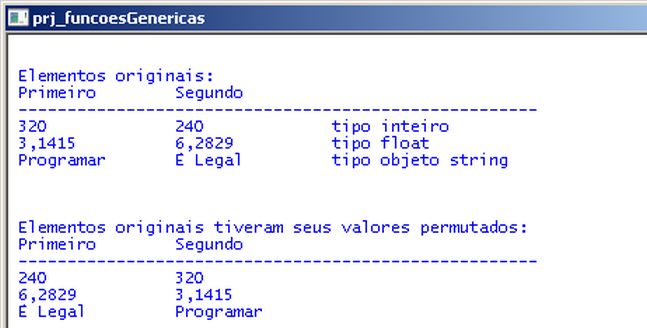 prj_funcoesGenericas
Elementos originais:
Primeiro Segundo
-----------------------------------------------------
320 240 tipo inteiro
3,1415 6,2829 tipo float
Programar É Legal tipo objeto string
Elementos originais tiveram seus valores permutados:
Primeiro Segundo
-----------------------------------------------------
240 320
6,2829 3,1415
É Legal Programar